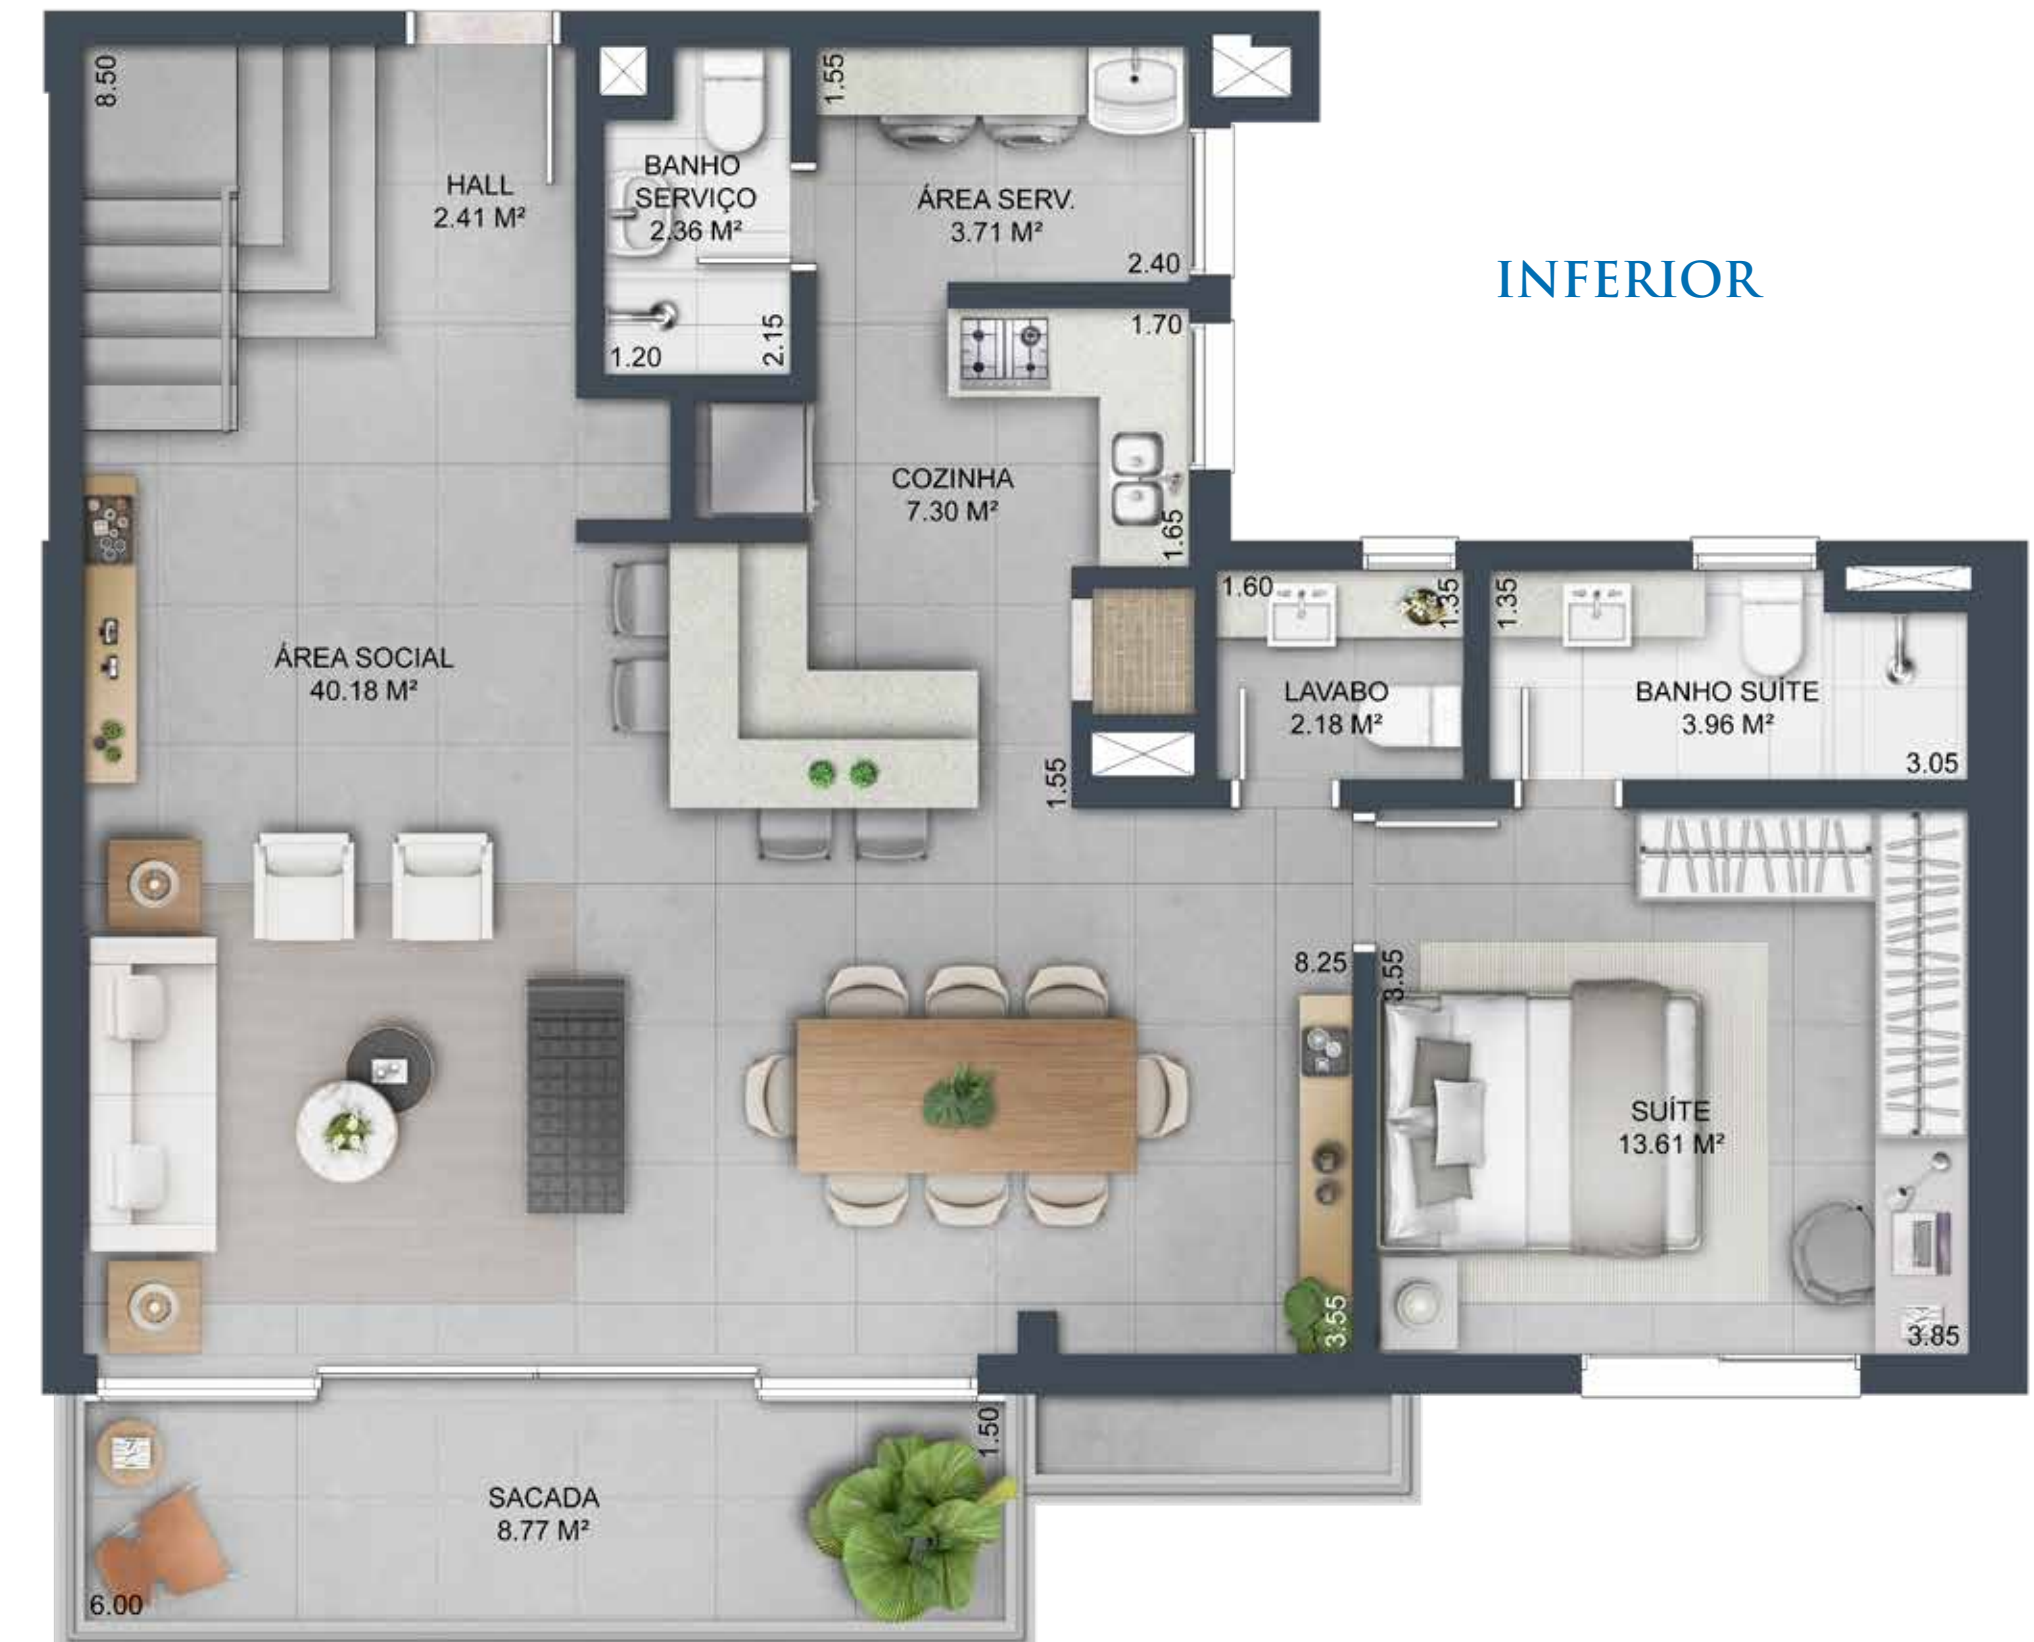 8.50
HALL
2.41 M²
BANHO
SERVIÇO
2.36 M²
1.20
2.15
1.55
ÁREA SERV.
3.71 M²
2.40
INFERIOR
1.70
COZINHA
7.30 M²
1.65
ÁREA SOCIAL
40.18 M²
1.55
1.60
1.35
LAVABO
2.18 M²
1.35
BANHO SUÍTE
3.96 M²
3.05
8.25
3.55
3.55
SUÍTE
13.61 M²
3.85
1.50
SACADA
8.77 M²
6.00